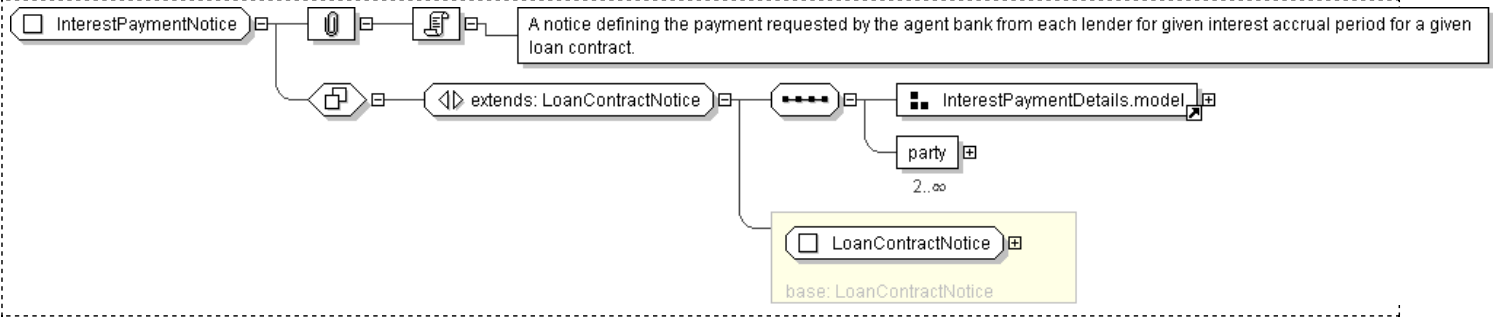 InterestPaymentNotice
A notice defining the payment requested by the agent bank from each lender for given interest accrual period for a given
loan contract.
extends: LoanContractNotice
InterestPaymentDetails.model
party
2..∞
LoanContractNotice
base: LoanContractNotice